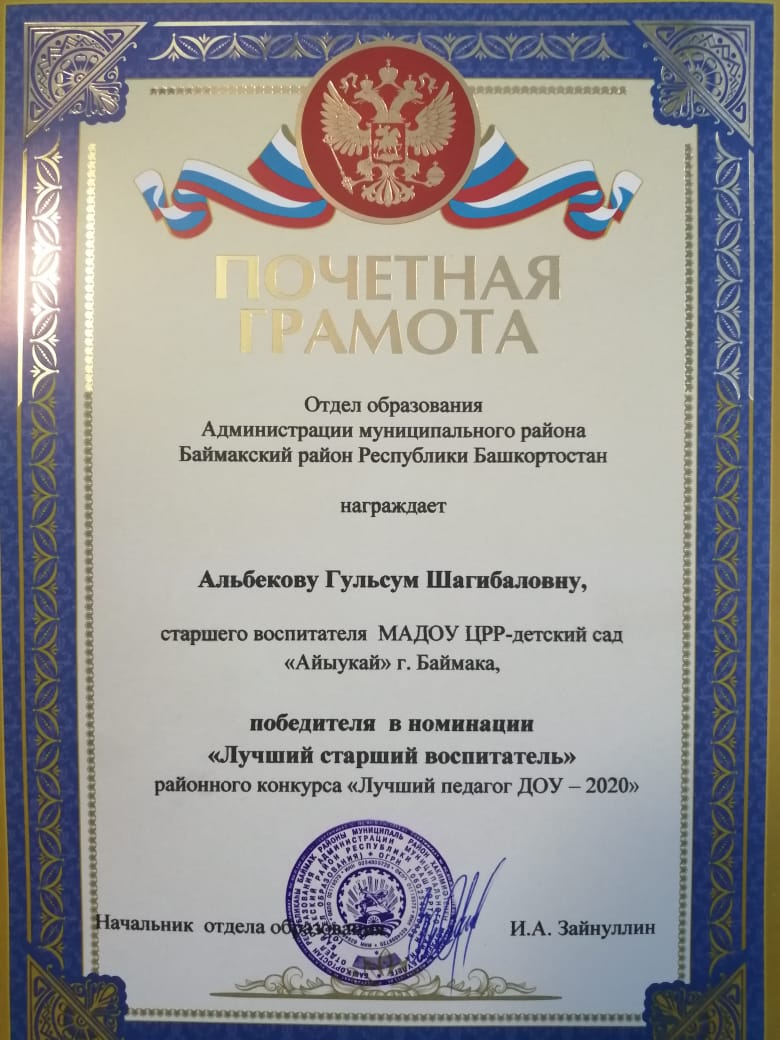 ПОЧЕТНАЯ
ГРАМОТА
Отдел образования
Администрации муниципального района
Баймакский район Республики Башкортостан
награждает
Альбекову Гульсум Шагибаловну,
старшего воспитателя МАДОУ ЦРР-детский сад
«Айыукай» г. Баймака,
победителя в номинации
«Лучший старший воспитатель»
районного конкурса «Лучший педагог ДОУ – 2020»
Начальник отдела образования
И.А. Зайнуллин